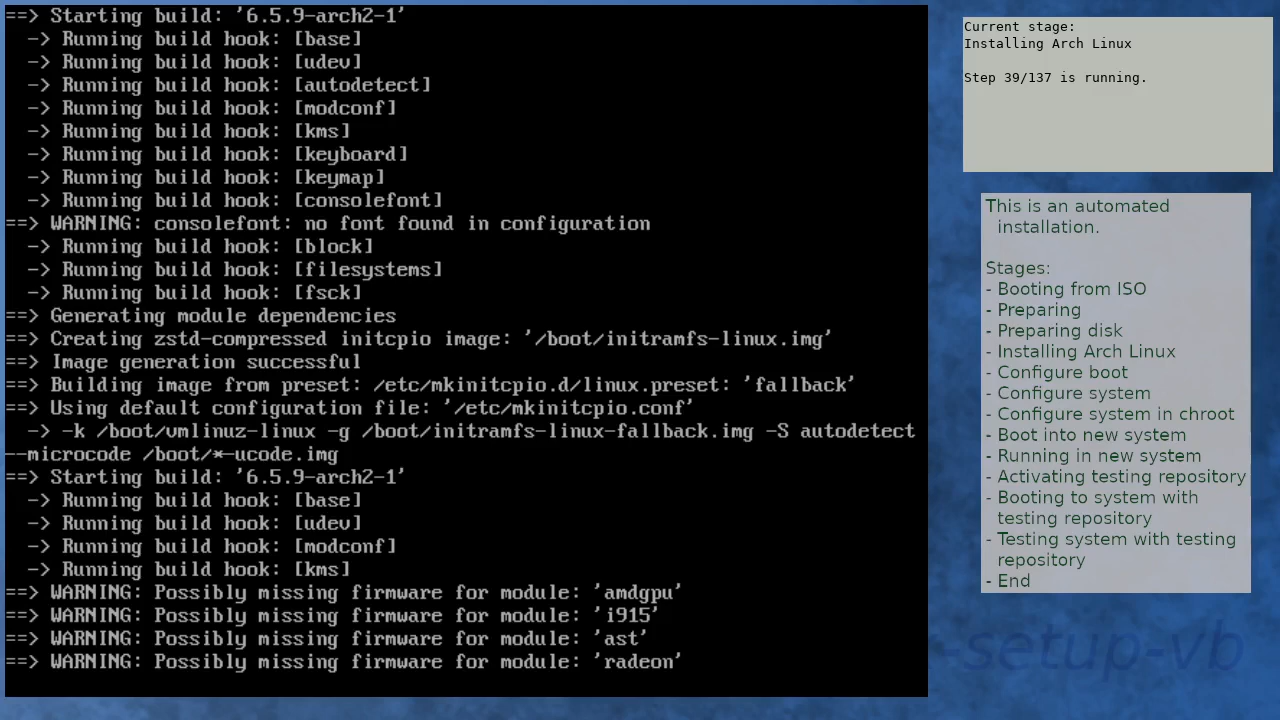 ==> Starting build: '6.5.9-arch2-1'
  -> Running build hook: [base]
  -> Running build hook: [udev]
  -> Running build hook: [autodetect]
  -> Running build hook: [modconf]
  -> Running build hook: [kms]
  -> Running build hook: [keyboard]
  -> Running build hook: [keymap]
  -> Running build hook: [consolefont]
==> WARNING: consolefont: no font found in configuration
  -> Running build hook: [block]
  -> Running build hook: [filesystems]
  -> Running build hook: [fsck]
==> Generating module dependencies
==> Creating zstd-compressed initcpio image: '/boot/initramfs-linux.img'
==> Image generation successful
==> Building image from preset: /etc/mkinitcpio.d/linux.preset: 'fallback'
==> Using default configuration file: '/etc/mkinitcpio.conf'
  -> -k /boot/vmlinuz-linux -g /boot/initramfs-linux-fallback.img -S autodetect
--microcode /boot/*-ucode.img
==> Starting build: '6.5.9-arch2-1'
  -> Running build hook: [base]
  -> Running build hook: [udev]
  -> Running build hook: [modconf]
  -> Running build hook: [kms]
==> WARNING: Possibly missing firmware for module: 'amdgpu'
==> WARNING: Possibly missing firmware for module: 'i915'
==> WARNING: Possibly missing firmware for module: 'ast'
==> WARNING: Possibly missing firmware for module: 'radeon'
Current stage:
Installing Arch Linux
Step 39/137 is running.
This is an automated
installation.
Stages:
- Booting from ISO
- Preparing
- Preparing disk
- Installing Arch Linux
- Configure boot
- Configure system
- Configure system in chroot
- Boot into new system
- Running in new system
- Activating testing repository
- Booting to system with
testing repository
- Testing system with testing
repository
- End
-setup-vb